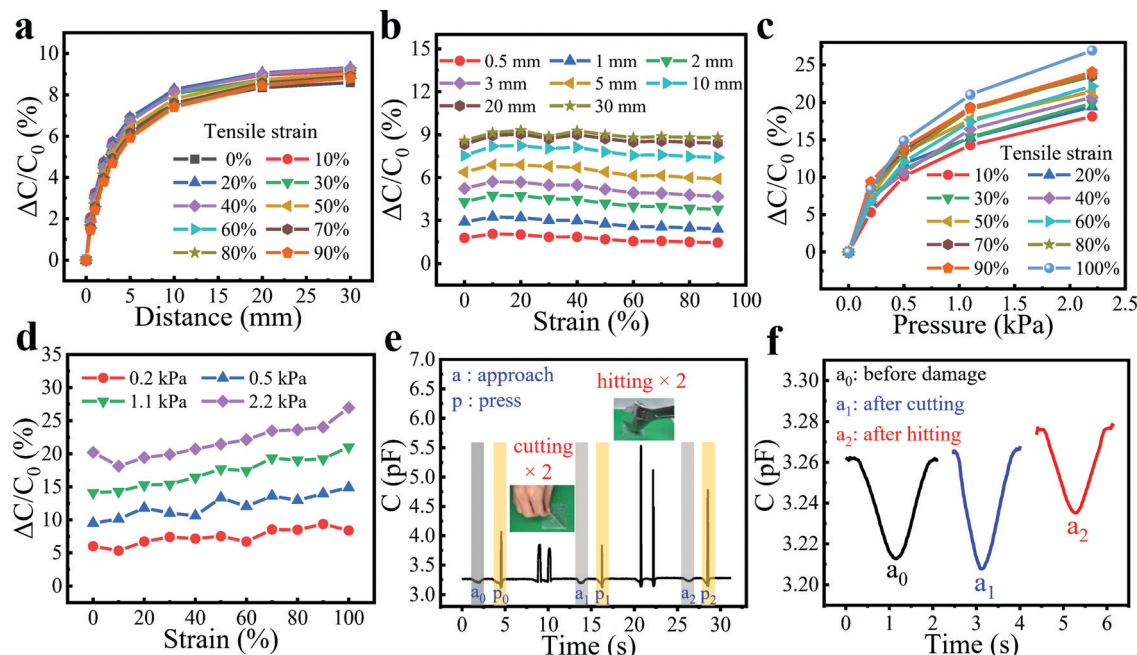 a
ΔC/C0 (%)
10
8
6
4
2
0
Tensile strain
0% 10%
20% 30%
40% 50%
60% 70%
80% 90%
0 5 10 15 20 25 30
Distance (mm)
b
ΔC/C0 (%)
15
12
9
6
3
0
0.5 mm 1 mm 2 mm
3 mm 5 mm 10 mm
20 mm 30 mm
0 20 40 60 80 100
Strain (%)
c
ΔC/C0 (%)
25
20
15
10
5
0
Tensile strain
10% 20%
30% 40%
50% 60%
70% 80%
90% 100%
0.0 0.5 1.0 1.5 2.0 2.5
Pressure (kPa)
d
ΔC/C0 (%)
35
30
25
20
15
10
5
0
0.2 kPa 0.5 kPa
1.1 kPa 2.2 kPa
0 20 40 60 80 100
Strain (%)
e
C (pF)
7.0
6.5
6.0
5.5
5.0
4.5
4.0
3.5
3.0
a : approach
p : press
hitting × 2
cutting
× 2
a0 p0 a1 p1 a2 p2
0 5 10 15 20 25 30
Time (s)
f
C (pF)
3.30
3.28
3.26
3.24
3.22
3.20
a0: before damage
a1: after cutting
a2: after hitting
a0
a1
a2
0 1 2 3 4 5 6
Time (s)